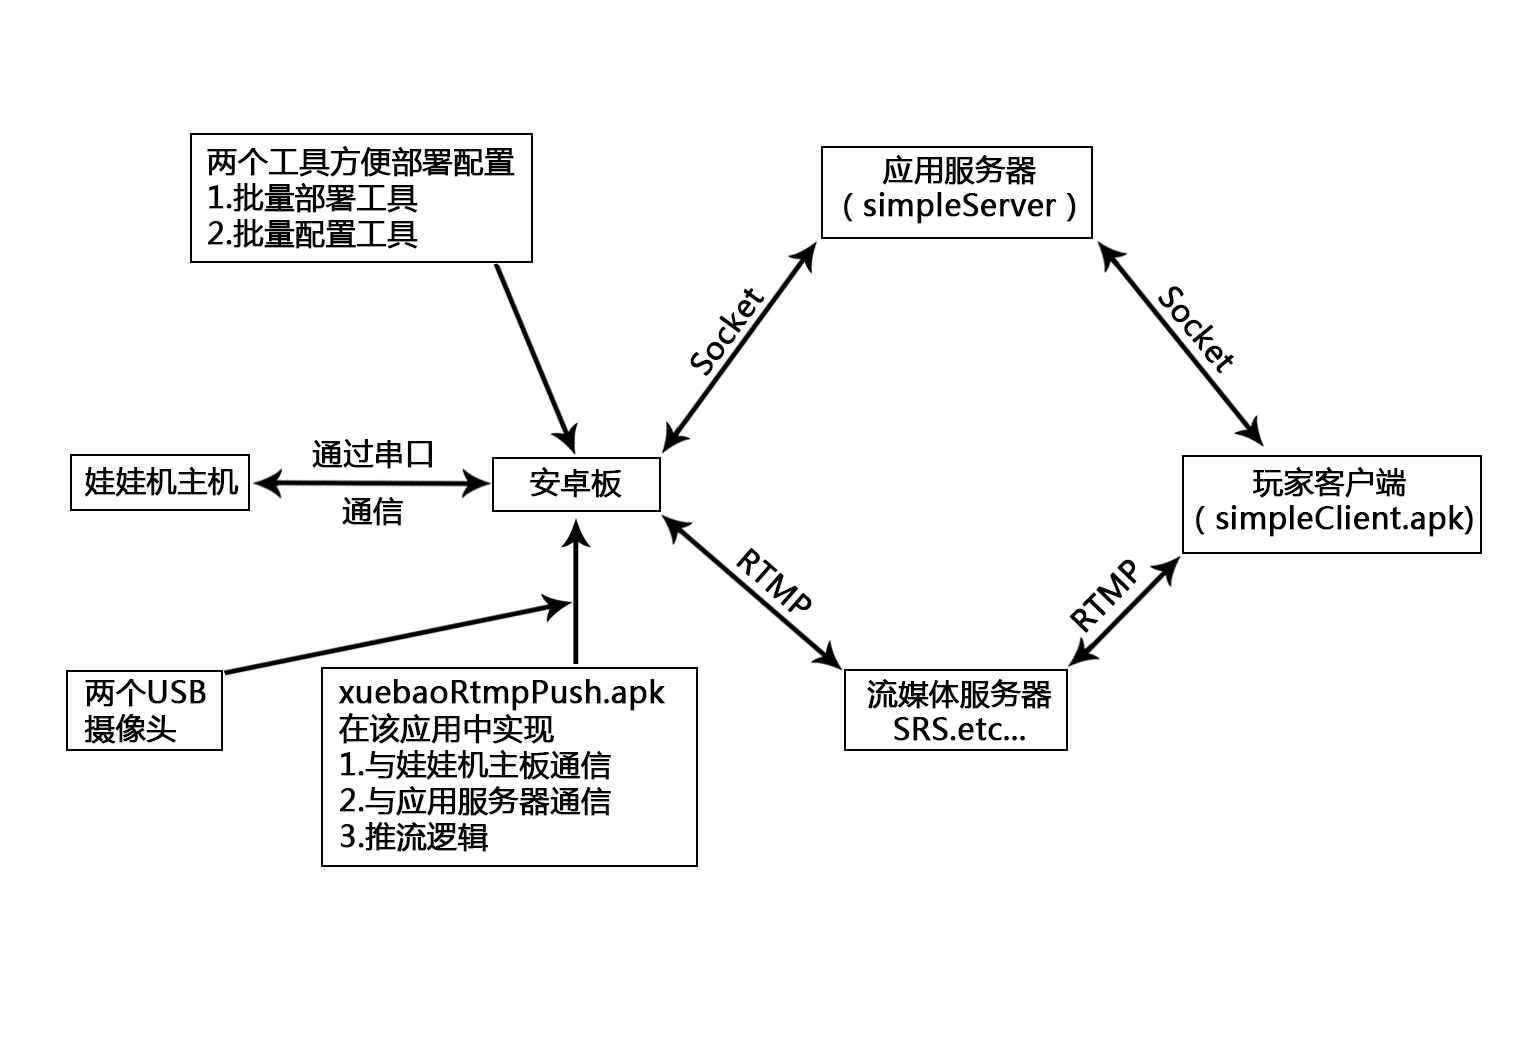 两个工具方便部署配置
1.批量部署工具
2.批量配置工具
应用服务器
（simpleServer）
Socket
Socket
娃娃机主机
通过串口
通信
安卓板
玩家客户端
（simpleClient.apk)
RTMP
RTMP
两个USB
摄像头
xuebaoRtmpPush.apk
在该应用中实现
1.与娃娃机主板通信
2.与应用服务器通信
3.推流逻辑
流媒体服务器
SRS.etc...